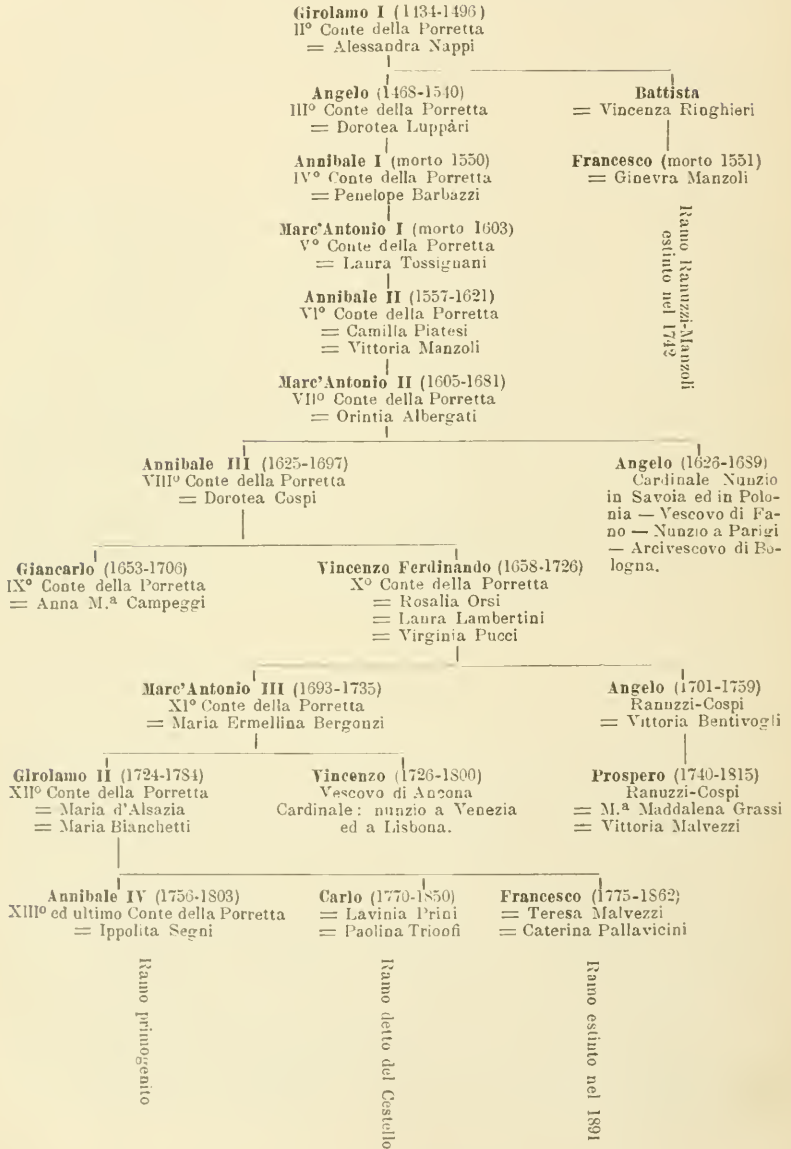 Girolamo I (1434-1496)
II° Conte della Porretta
= Alessandra Nappi
Angelo (1468-1540)
III° Conte della Porretta
= Dorotea Luppàri
Battista
= Vincenza Ringhieri
Annibale I (morto 1550)
IV° Conte della Porretta
= Penelope Barbazzi
Francesco (morto 1551)
= Ginevra Manzoli
Ramo Ranuzzi-Manzoli
estinto nel 1742
Marc'Antonio I (morto 1603)
V° Conte della Porretta
= Laura Tossignani
Annibale II (1557-1621)
VI° Conte della Porretta
= Camilla Piatesi
= Vittoria Manzoli
Marc'Antonio II (1605-1681)
VII° Conte della Porretta
= Orintia Albergati
Annibale III (1625-1697)
VIII° Conte della Porretta
= Dorotea Cospi
Angelo (1626-1689)
Cardinale Nunzio
in Savoia ed in Polo-
nia — Vescovo di Fa-
no — Nunzio a Parigi
— Arcivescovo di Bo-
logna.
Giancarlo (1653-1706)
IX° Conte della Porretta
= Anna M.ª Campeggi
Vincenzo Ferdinando (1658-1726)
X° Conte della Porretta
= Rosalia Orsi
= Laura Lambertini
= Virginia Pucci
Marc'Antonio III (1693-1735)
XI° Conte della Porretta
= Maria Ermellina Bergonzi
Angelo (1701-1759)
Ranuzzi-Cospi
= Vittoria Bentivogli
Girolamo II (1724-1784)
XII° Conte della Porretta
= Maria d'Alsazia
= Maria Bianchetti
Vincenzo (1726-1800)
Vescovo di Ancona
Cardinale: nunzio a Venezia
ed a Lisbona.
Prospero (1740-1815)
Ranuzzi-Cospi
= M.ª Maddalena Grassi
= Vittoria Malvezzi
Annibale IV (1756-1803)
XIII° ed ultimo Conte della Porretta
= Ippolita Segni
Carlo (1770-1850)
= Lavinia Prini
= Paolina Trionfi
Francesco (1775-1862)
= Teresa Malvezzi
= Caterina Pallavicini
Ramo primogenito
Ramo detto del Cestello
Ramo estinto nel 1891